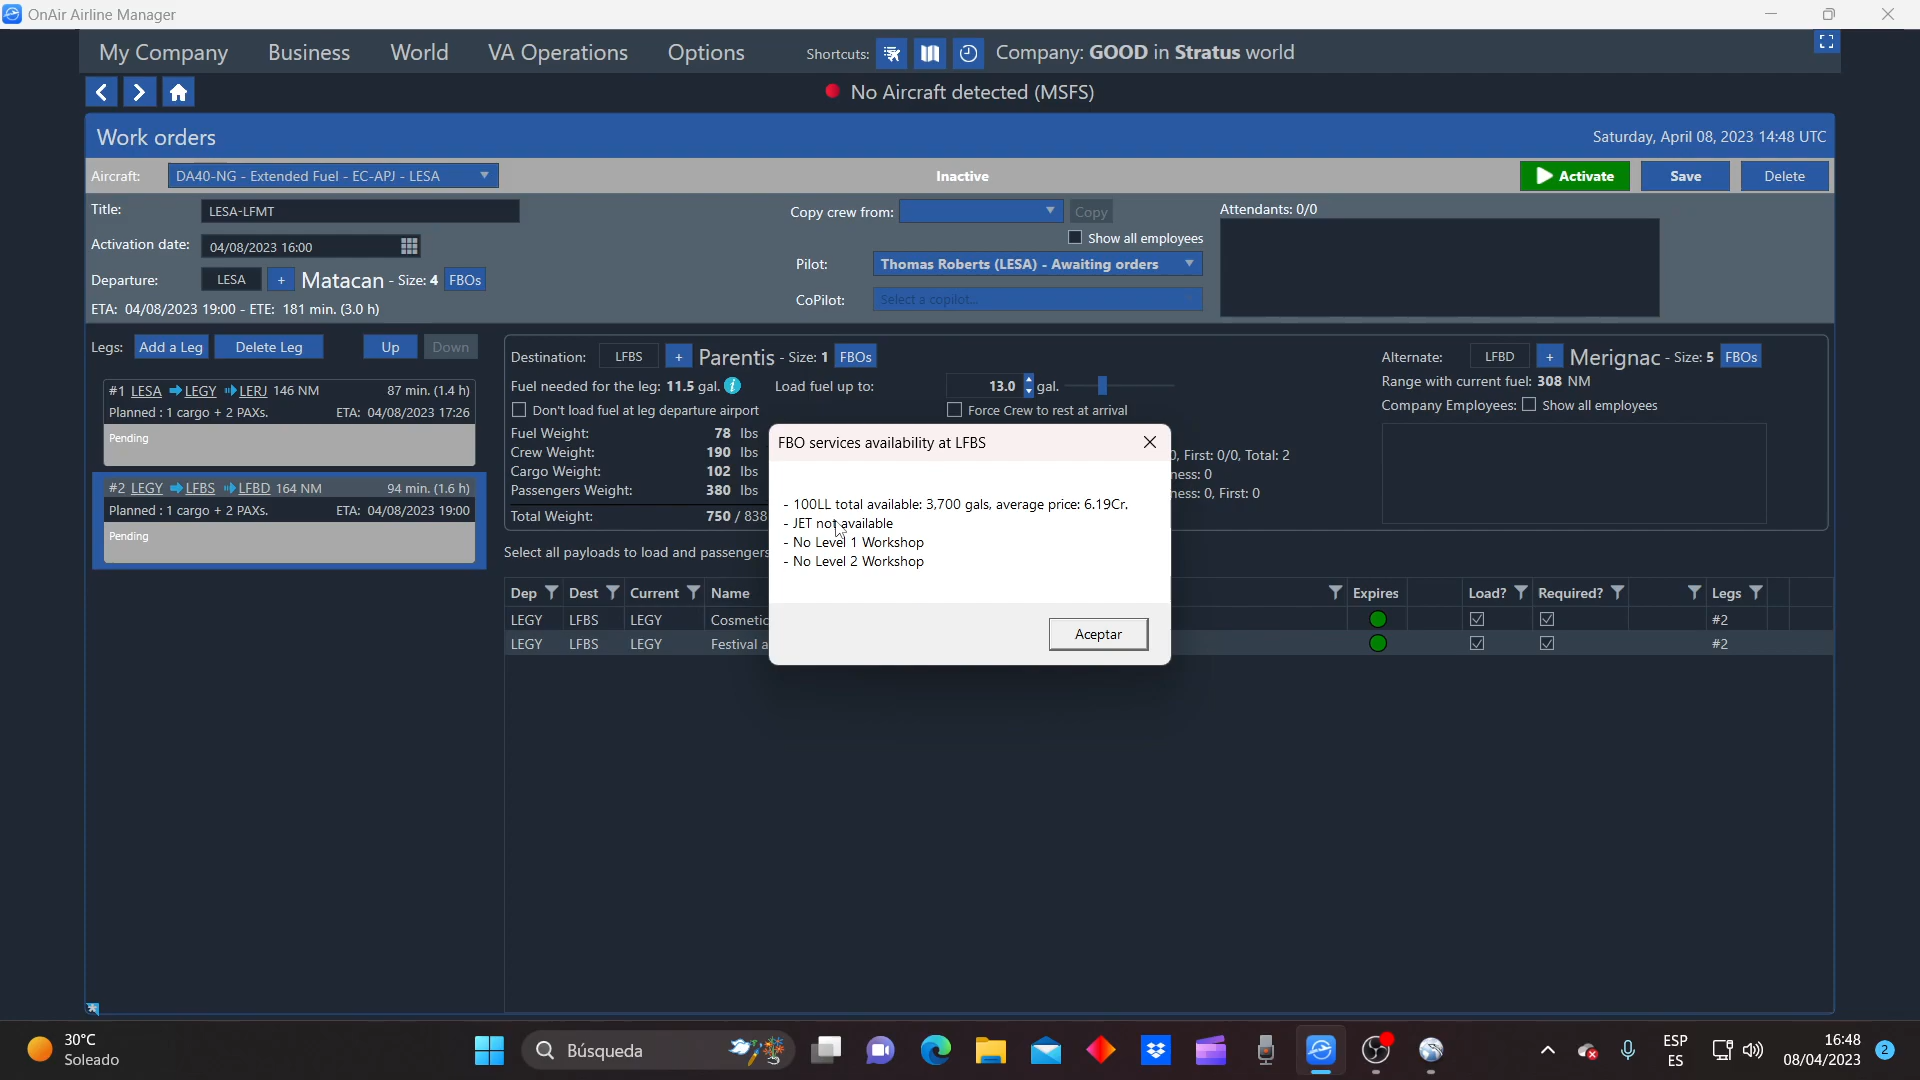 OnAir Airline Manager
My Company Business World VA Operations Options Shortcuts: Company: GOOD in Stratus world
No Aircraft detected (MSFS)
Work orders Saturday, April 08, 2023 14:48 UTC
Aircraft: DA40-NG - Extended Fuel - EC-APJ - LESA Inactive Activate Save Delete
Title: LESA-LFMT
Activation date: 04/08/2023 16:00
Departure: LESA + Matacan - Size: 4 FBOs
ETA: 04/08/2023 19:00 - ETE: 181 min. (3.0 h)
Copy crew from: Copy
Show all employees
Pilot: Thomas Roberts (LESA) - Awaiting orders
CoPilot: Select a copilot...
Attendants: 0/0
Legs: Add a Leg Delete Leg Up Down
#1 LESA LEGY LERJ 146 NM 87 min. (1.4 h)
Planned : 1 cargo + 2 PAXs. ETA: 04/08/2023 17:26
Pending
#2 LEGY LFBS LFBD 164 NM 94 min. (1.6 h)
Planned : 1 cargo + 2 PAXs. ETA: 04/08/2023 19:00
Pending
Destination: LFBS + Parentis - Size: 1 FBOs
Fuel needed for the leg: 11.5 gal. Load fuel up to: 13.0 gal.
Don't load fuel at leg departure airport Force Crew to rest at arrival
Fuel Weight: 78 lbs
Crew Weight: 190 lbs
Cargo Weight: 102 lbs
Passengers Weight: 380 lbs
Total Weight: 750 / 838
0, First: 0/0, Total: 2
ness: 0
ness: 0, First: 0
Alternate: LFBD + Merignac - Size: 5 FBOs
Range with current fuel: 308 NM
Company Employees: Show all employees
FBO services availability at LFBS
- 100LL total available: 3,700 gals, average price: 6.19Cr.
- JET not available
- No Level 1 Workshop
- No Level 2 Workshop
Aceptar
Select all payloads to load and passengers
Dep Dest Current Name Expires Load? Required? Legs
LEGY LFBS LEGY Cosmetic #2
LEGY LFBS LEGY Festival a #2
30°C
Soleado
Búsqueda
ESP
ES
16:48
08/04/2023
2